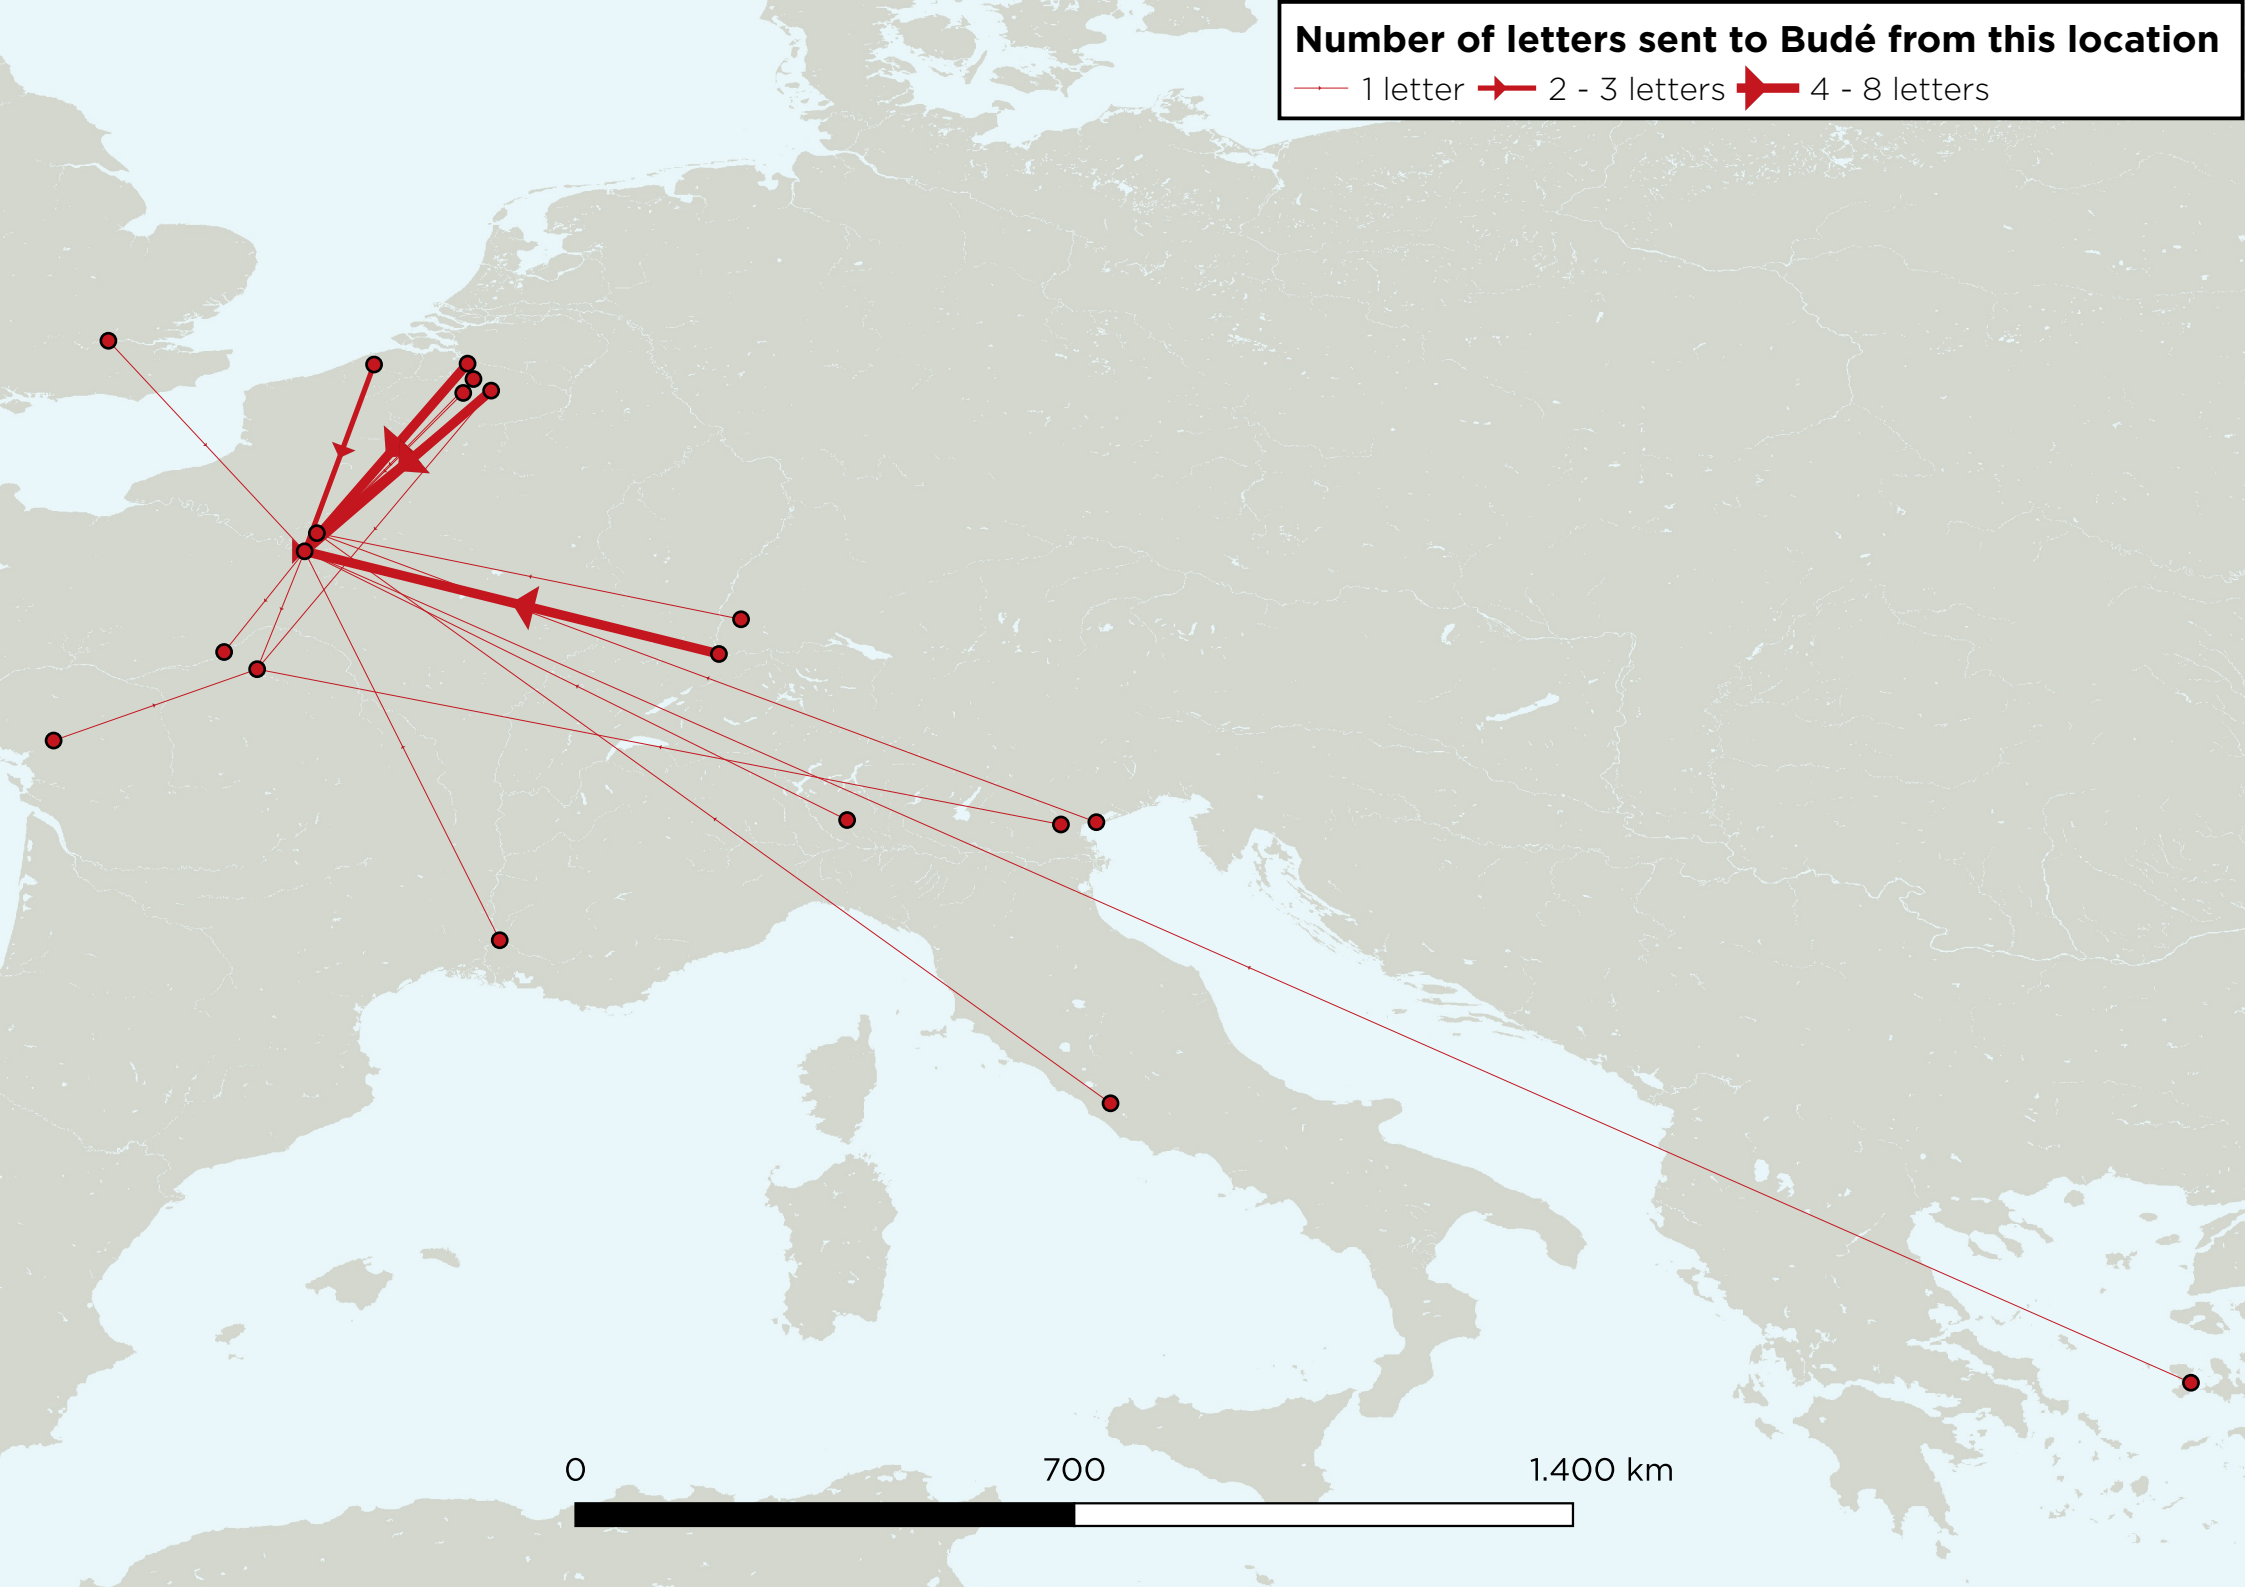 Number of letters sent to Budé from this location
1 letter 2 - 3 letters 4 - 8 letters
0 700 1.400 km